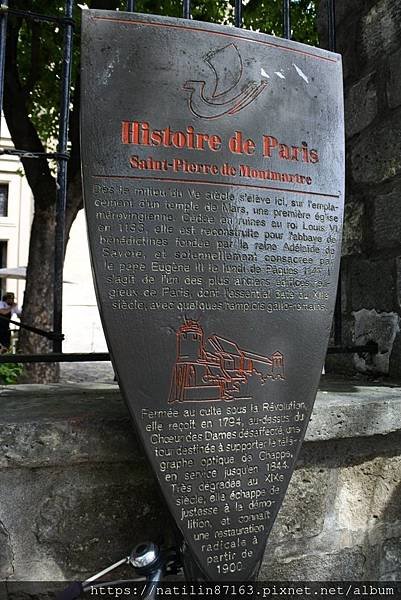 Histoire de Paris
Saint-Pierre de Montmartre
Dès le milieu du Ve siècle s'élève ici, sur l'empla-
cement d'un temple de Mars, une première église
mérovingienne. Cédée en ruines au roi Louis VI
en 1133, elle est reconstruite pour l'abbaye de
bénédictines fondée par la reine Adélaïde de
Savoie, et solennellement consacrée par
le pape Eugène III le lundi de Pâques 1147. Il
s'agit de l'un des plus anciens édifices reli-
gieux de Paris, dont l'essentiel date du XIIe
siècle, avec quelques remplois gallo-romains.
Fermée au culte sous la Révolution,
elle reçoit en 1794, au-dessus du
Chœur des Dames désaffecté, une
tour destinée à supporter le télé-
graphe optique de Chappe,
en service jusqu'en 1844.
Très dégradée au XIXe
siècle, elle échappe de
justesse à la démo-
lition, et connaît
une restauration
radicale à
partir de
1900.
https://natilin87163.pixnet.net/album